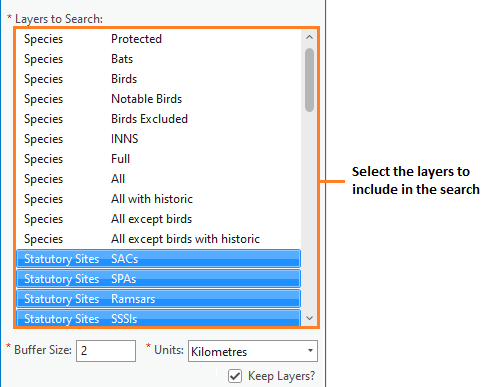 * Layers to Search:
Species Protected
Species Bats
Species Birds
Species Notable Birds
Species Birds Excluded
Species INNS
Species Full
Species All
Species All with historic
Species All except birds
Species All except birds with historic
Statutory Sites SACs
Statutory Sites SPAs
Statutory Sites Ramsars
Statutory Sites SSSIs
Select the layers to
include in the search
* Buffer Size: 2 * Units: Kilometres
Keep Layers?